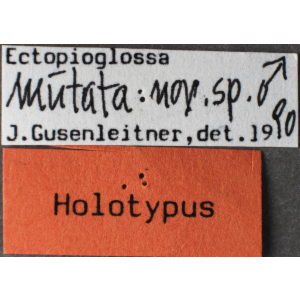 Ectopioglossa
mutata: nov. sp. ♂
J.Gusenleitner,det.1990
Holotypus